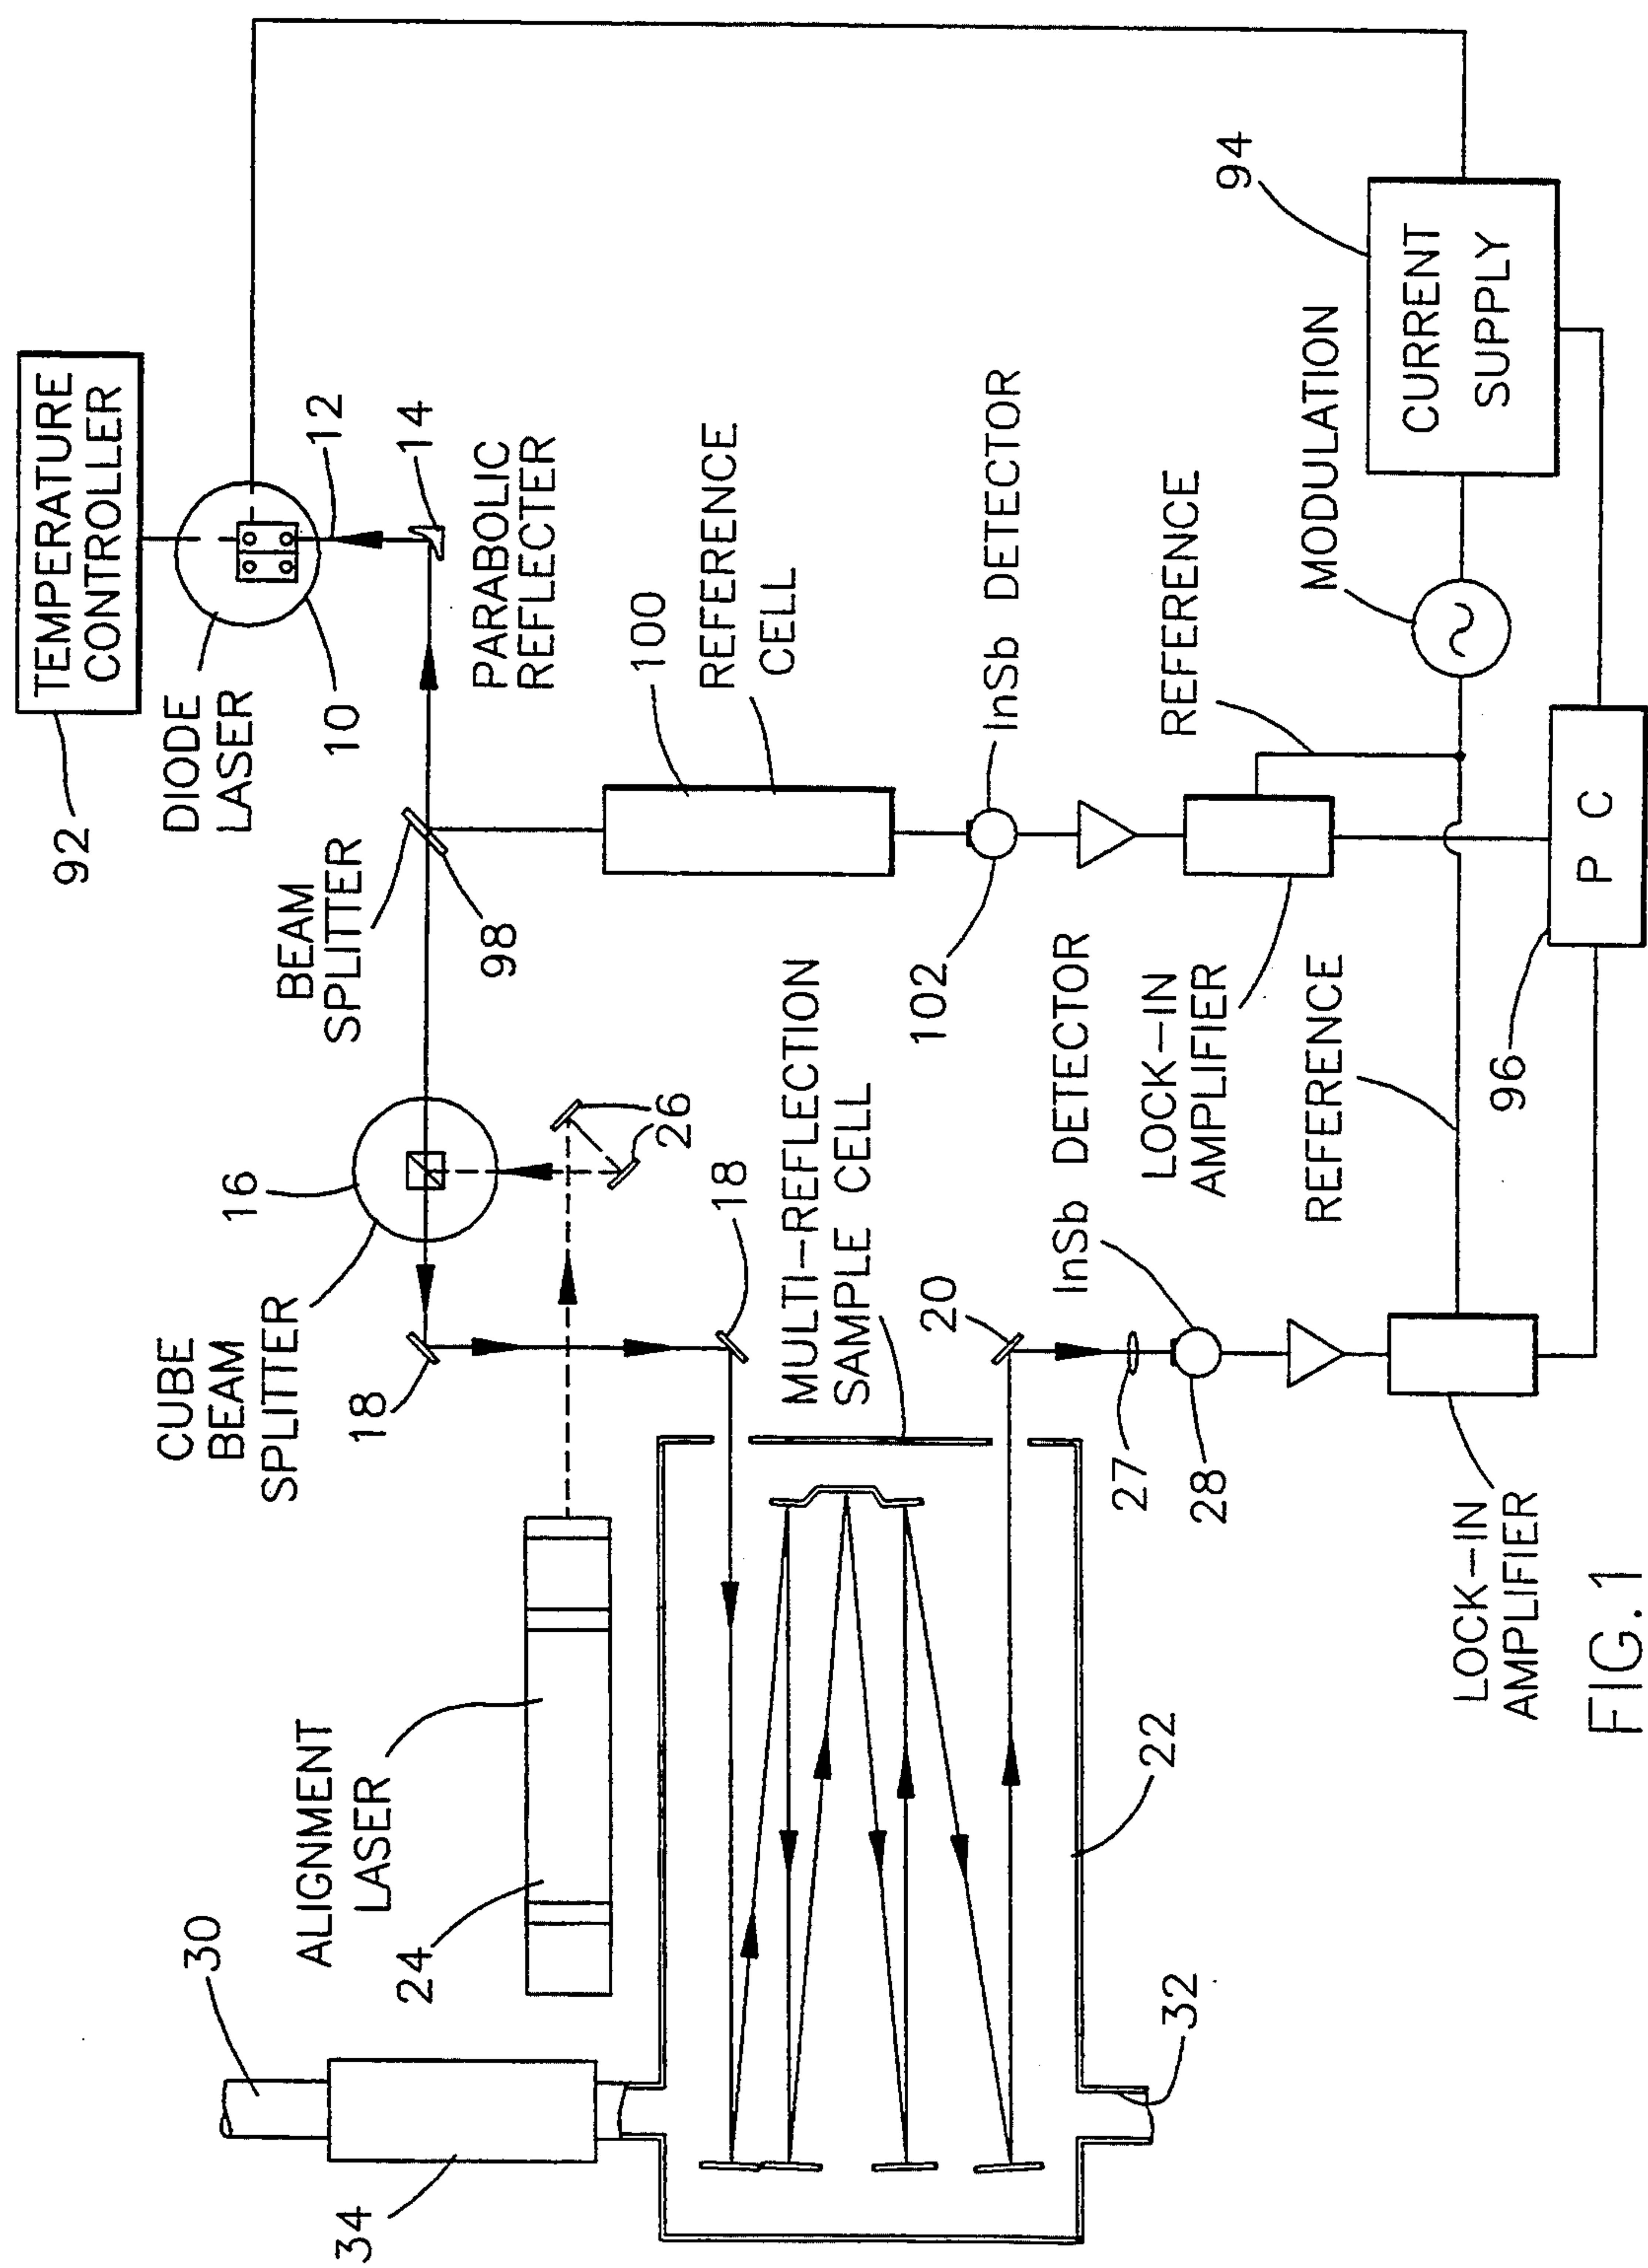 92
TEMPERATURE
CONTROLLER
DIODE
LASER
10
12
14
PARABOLIC
REFLECTER
BEAM
SPLITTER
98
100
REFERENCE
CELL
102
InSb DETECTOR
LOCK-IN
AMPLIFIER
REFERENCE
MODULATION
94
CURRENT
SUPPLY
P C
96
REFERENCE
16
CUBE
BEAM
SPLITTER
18
18
26
MULTI-REFLECTION
SAMPLE CELL
20
InSb DETECTOR
27
28
LOCK-IN
AMPLIFIER
ALIGNMENT
LASER
24
30
34
22
32
FIG.1